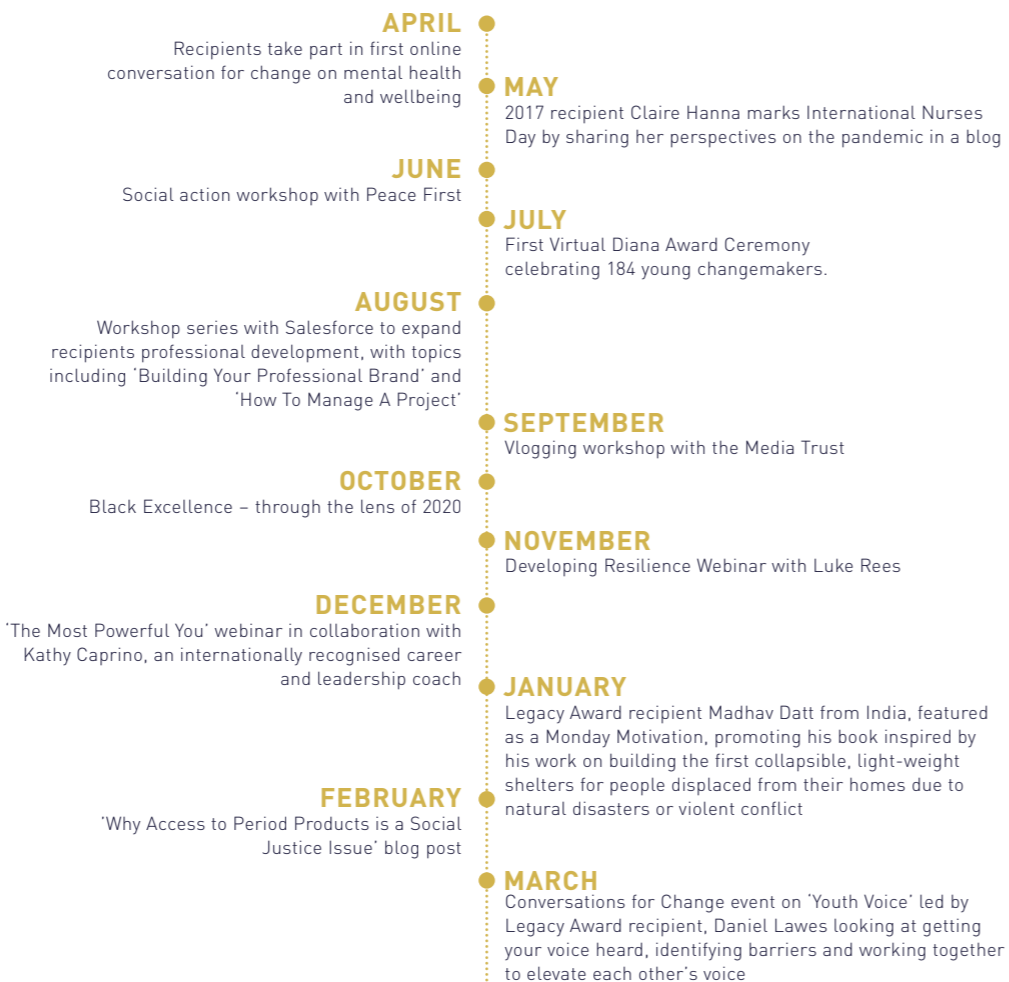 APRIL
Recipients take part in first online
conversation for change on mental health
and wellbeing
MAY
2017 recipient Claire Hanna marks International Nurses
Day by sharing her perspectives on the pandemic in a blog
JUNE
Social action workshop with Peace First
JULY
First Virtual Diana Award Ceremony
celebrating 184 young changemakers.
AUGUST
Workshop series with Salesforce to expand
recipients professional development, with topics
including ‘Building Your Professional Brand’ and
‘How To Manage A Project’
SEPTEMBER
Vlogging workshop with the Media Trust
OCTOBER
Black Excellence – through the lens of 2020
NOVEMBER
Developing Resilience Webinar with Luke Rees
DECEMBER
‘The Most Powerful You’ webinar in collaboration with
Kathy Caprino, an internationally recognised career
and leadership coach
JANUARY
Legacy Award recipient Madhav Datt from India, featured
as a Monday Motivation, promoting his book inspired by
his work on building the first collapsible, light-weight
shelters for people displaced from their homes due to
natural disasters or violent conflict
FEBRUARY
‘Why Access to Period Products is a Social
Justice Issue’ blog post
MARCH
Conversations for Change event on ‘Youth Voice’ led by
Legacy Award recipient, Daniel Lawes looking at getting
your voice heard, identifying barriers and working together
to elevate each other’s voice